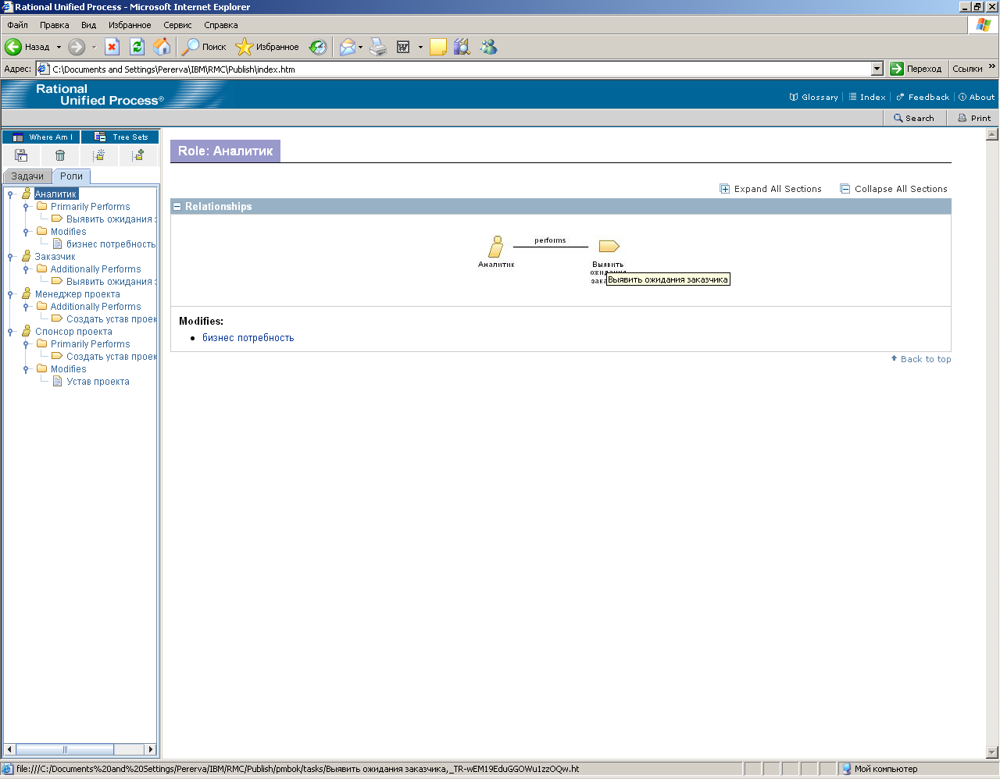 Rational Unified Process - Microsoft Internet Explorer
Файл Правка Вид Избранное Сервис Справка
Назад Поиск Избранное
Адрес: C:\Documents and Settings\Pererva\IBM\RMC\Publish\index.htm Переход Ссылки »
Rational
Unified Process®
Glossary Index Feedback About
Search Print
Where Am I Tree Sets
Задачи Роли
Аналитик
Primarily Performs
Выявить ожидания з
Modifies
бизнес потребность
Заказчик
Additionally Performs
Выявить ожидания з
Менеджер проекта
Additionally Performs
Создать устав проек
Спонсор проекта
Primarily Performs
Создать устав проек
Modifies
Устав проекта
Role: Аналитик
Expand All Sections Collapse All Sections
Relationships
performs
Аналитик
Выявить
ожидания
зака
Выявить ожидания заказчика
Modifies:
бизнес потребность
Back to top
file:///C:/Documents%20and%20Settings/Pererva/IBM/RMC/Publish/pmbok/tasks/Выявить ожидания заказчика,_TR-wEM19EduGGOWu1zzOQw.ht
Мой компьютер